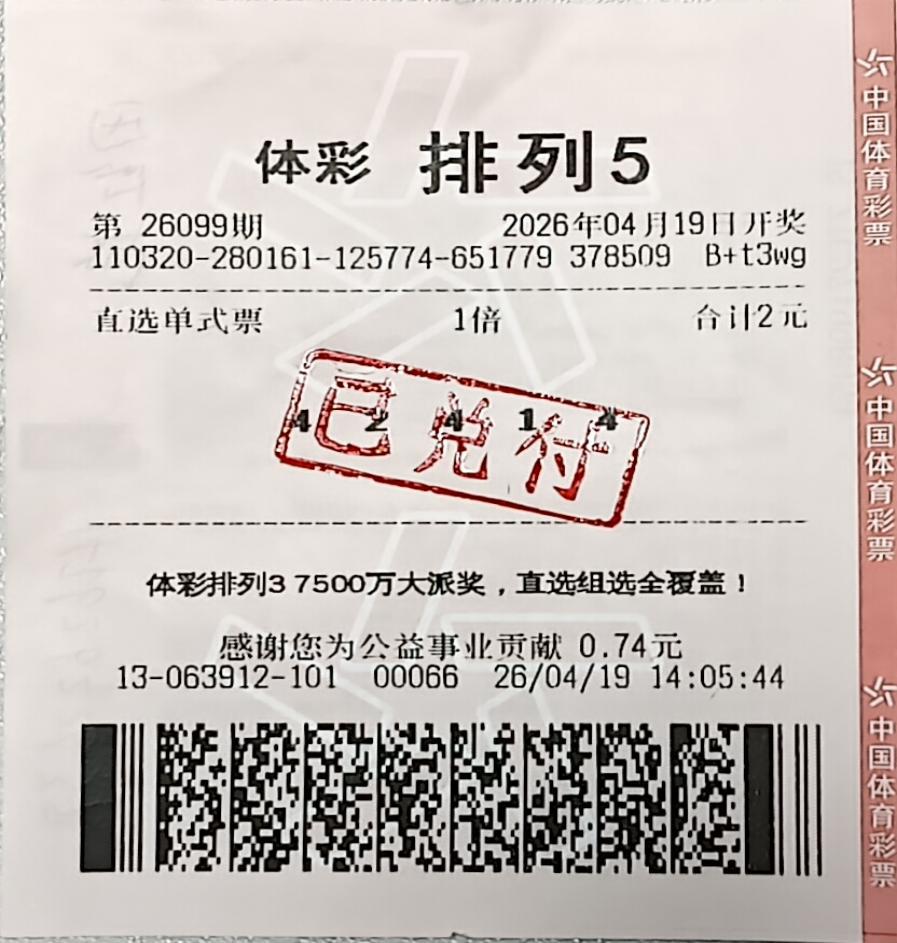 体彩 排列5
第 26099期 2026年04月19日开奖
110320-280161-125774-651779 378509 B+t3wg
直选单式票 1倍 合计2元
4 2 4 1 4
已兑付
体彩排列3 7500万大派奖，直选组选全覆盖！
感谢您为公益事业贡献 0.74元
13-063912-101 00066 26/04/19 14:05:44
中国体育彩票
中国体育彩票
中国体育彩票